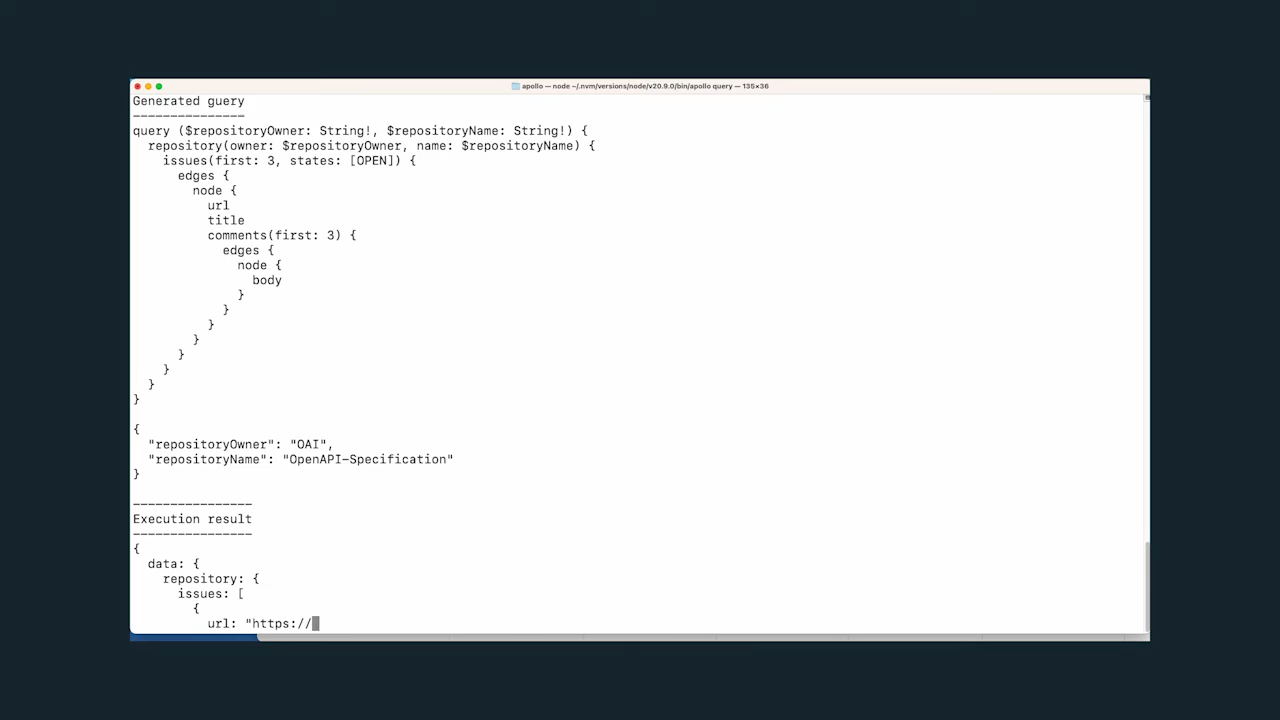 apollo — node ~/.nvm/versions/node/v20.9.0/bin/apollo query — 135×36
Generated query
---------------
query ($repositoryOwner: String!, $repositoryName: String!) {
  repository(owner: $repositoryOwner, name: $repositoryName) {
    issues(first: 3, states: [OPEN]) {
      edges {
        node {
          url
          title
          comments(first: 3) {
            edges {
              node {
                body
              }
            }
          }
        }
      }
    }
  }
}

{
  "repositoryOwner": "OAI",
  "repositoryName": "OpenAPI-Specification"
}

----------------
Execution result
----------------
{
  data: {
    repository: {
      issues: [
        {
          url: "https://